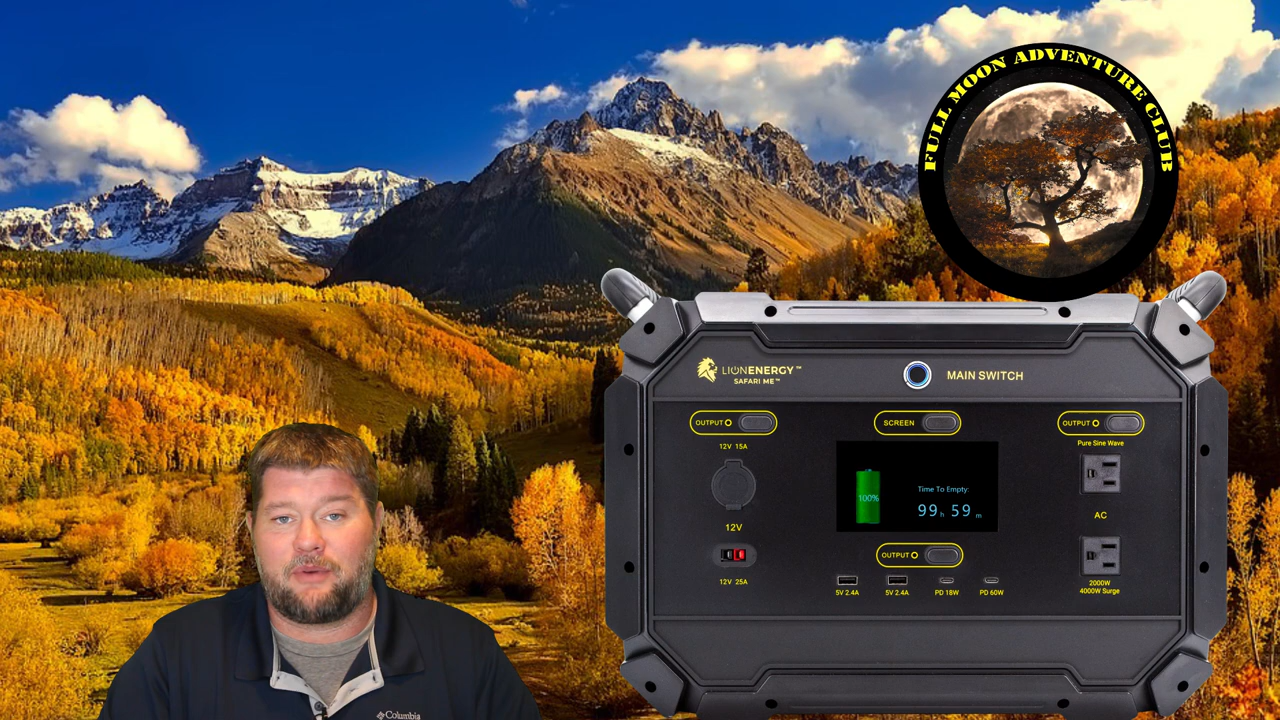 FULL MOON ADVENTURE CLUB
LIONENERGY™
SAFARI ME™
MAIN SWITCH
OUTPUT
SCREEN
OUTPUT
12V 15A
Pure Sine Wave
100%
Time To Empty:
99 h 59 m
12V
AC
OUTPUT
12V 25A
5V 2.4A
5V 2.4A
PD 18W
PD 60W
2000W
4000W Surge
Columbia